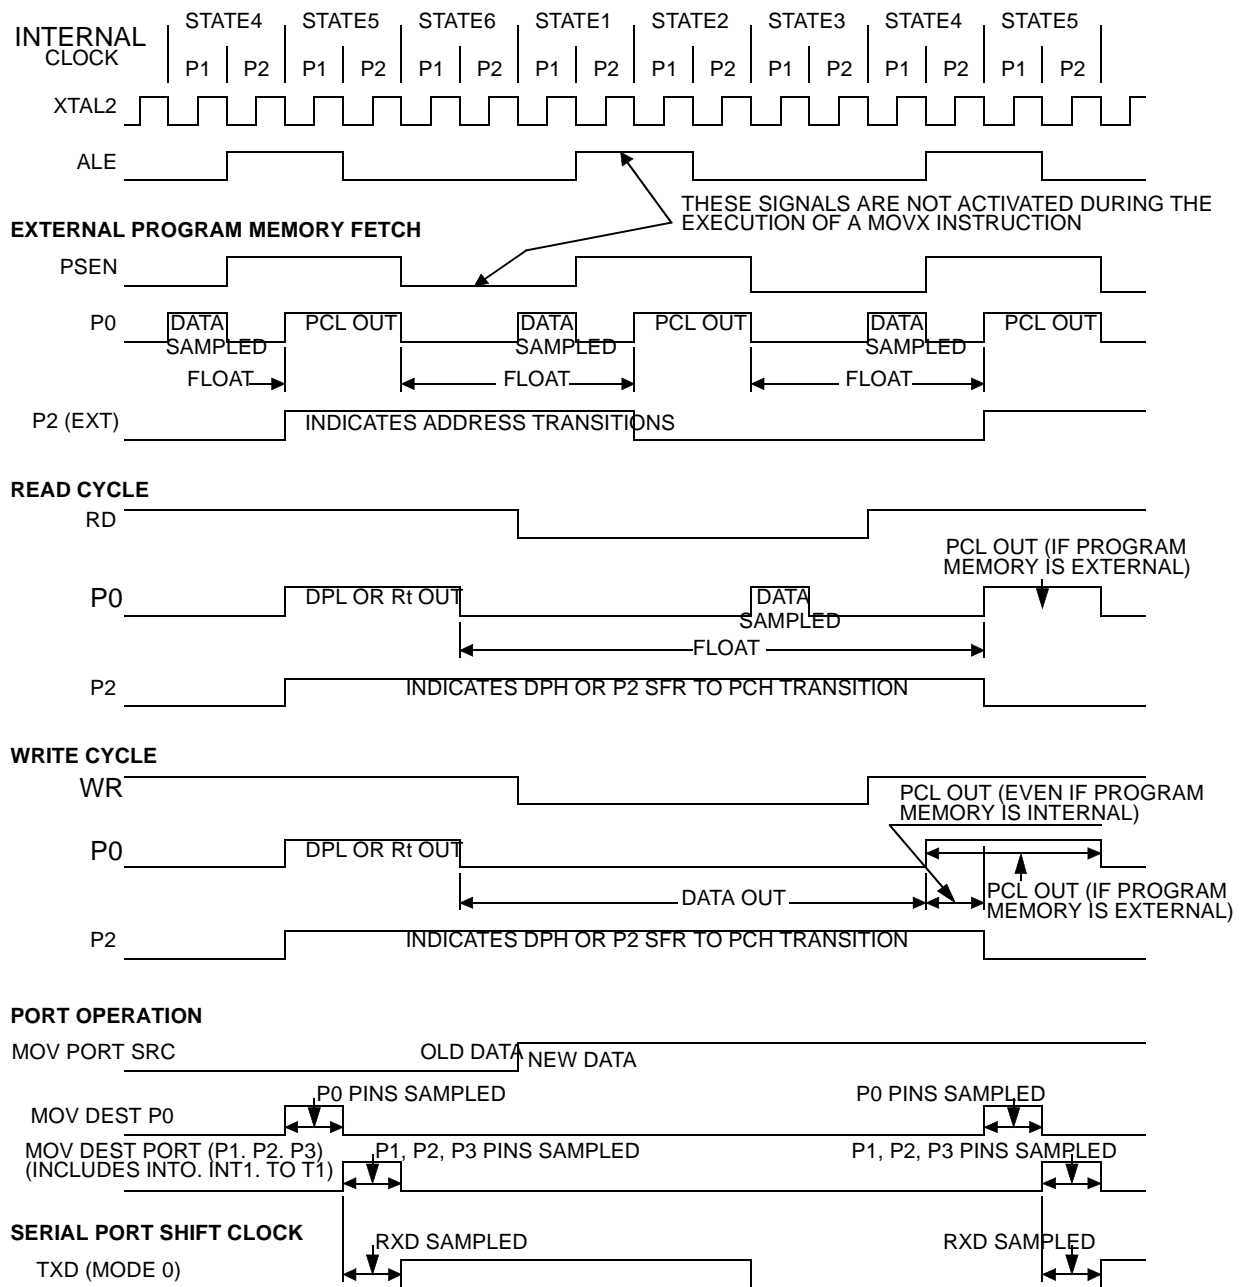 INTERNAL CLOCK
STATE4 STATE5 STATE6 STATE1 STATE2 STATE3 STATE4 STATE5
P1 P2 P1 P2 P1 P2 P1 P2 P1 P2 P1 P2 P1 P2 P1 P2
XTAL2
ALE
THESE SIGNALS ARE NOT ACTIVATED DURING THE
EXECUTION OF A MOVX INSTRUCTION
EXTERNAL PROGRAM MEMORY FETCH
PSEN
P0 DATA SAMPLED PCL OUT DATA SAMPLED PCL OUT DATA SAMPLED PCL OUT
FLOAT FLOAT FLOAT
P2 (EXT) INDICATES ADDRESS TRANSITIONS
READ CYCLE
RD
PCL OUT (IF PROGRAM
MEMORY IS EXTERNAL)
P0 DPL OR Rt OUT DATA SAMPLED
FLOAT
P2 INDICATES DPH OR P2 SFR TO PCH TRANSITION
WRITE CYCLE
WR
PCL OUT (EVEN IF PROGRAM
MEMORY IS INTERNAL)
P0 DPL OR Rt OUT
DATA OUT
PCL OUT (IF PROGRAM
MEMORY IS EXTERNAL)
P2 INDICATES DPH OR P2 SFR TO PCH TRANSITION
PORT OPERATION
MOV PORT SRC OLD DATA NEW DATA
P0 PINS SAMPLED P0 PINS SAMPLED
MOV DEST P0
MOV DEST PORT (P1. P2. P3) P1, P2, P3 PINS SAMPLED P1, P2, P3 PINS SAMPLED
(INCLUDES INTO. INT1. TO T1)
SERIAL PORT SHIFT CLOCK
RXD SAMPLED RXD SAMPLED
TXD (MODE 0)